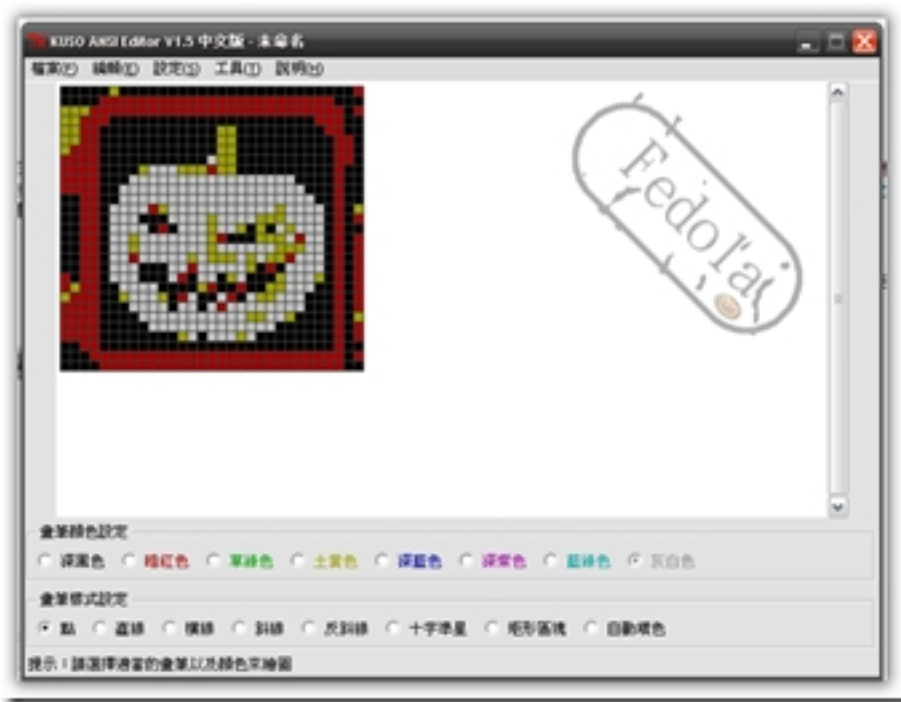 KUSO ANSI Editor V1.5 中文版 - 未命名
檔案(F) 編輯(E) 設定(S) 工具(T) 說明(H)
Fedora
畫筆顏色設定
深黑色 暗紅色 草綠色 土黃色 深藍色 深紫色 藍綠色 灰白色
畫筆樣式設定
點 直線 橫線 斜線 反斜線 十字準星 矩形區塊 自動填色
提示：請選擇適當的畫筆以及顏色來繪圖